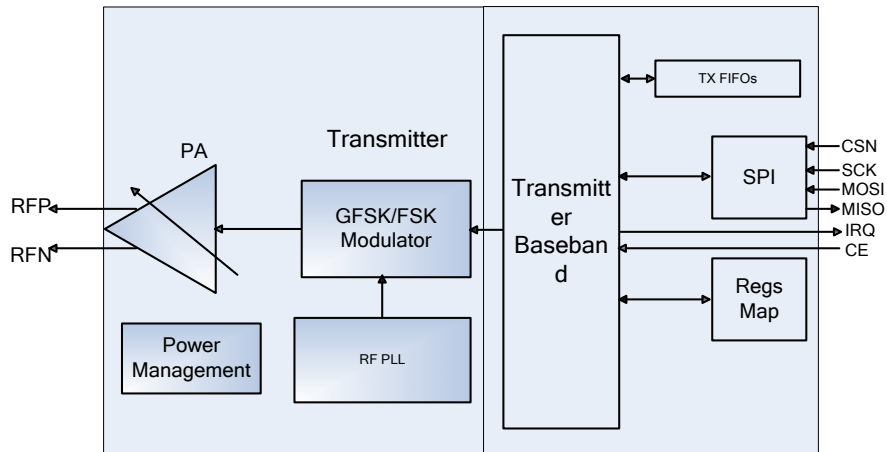 Transmitter
PA
RFP
RFN
GFSK/FSK
Modulator
Power
Management
RF PLL
Transmitt
er
Baseban
d
TX FIFOs
SPI
Regs
Map
CSN
SCK
MOSI
MISO
IRQ
CE